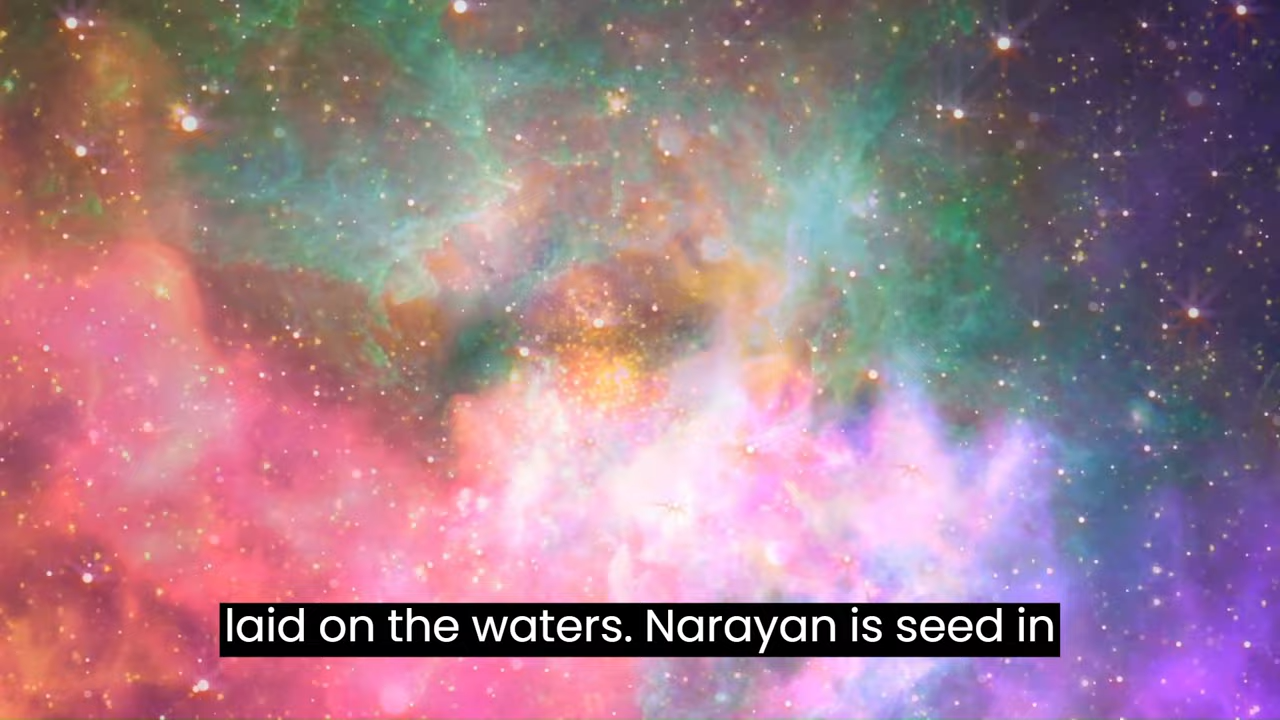 laid on the waters. Narayan is seed in